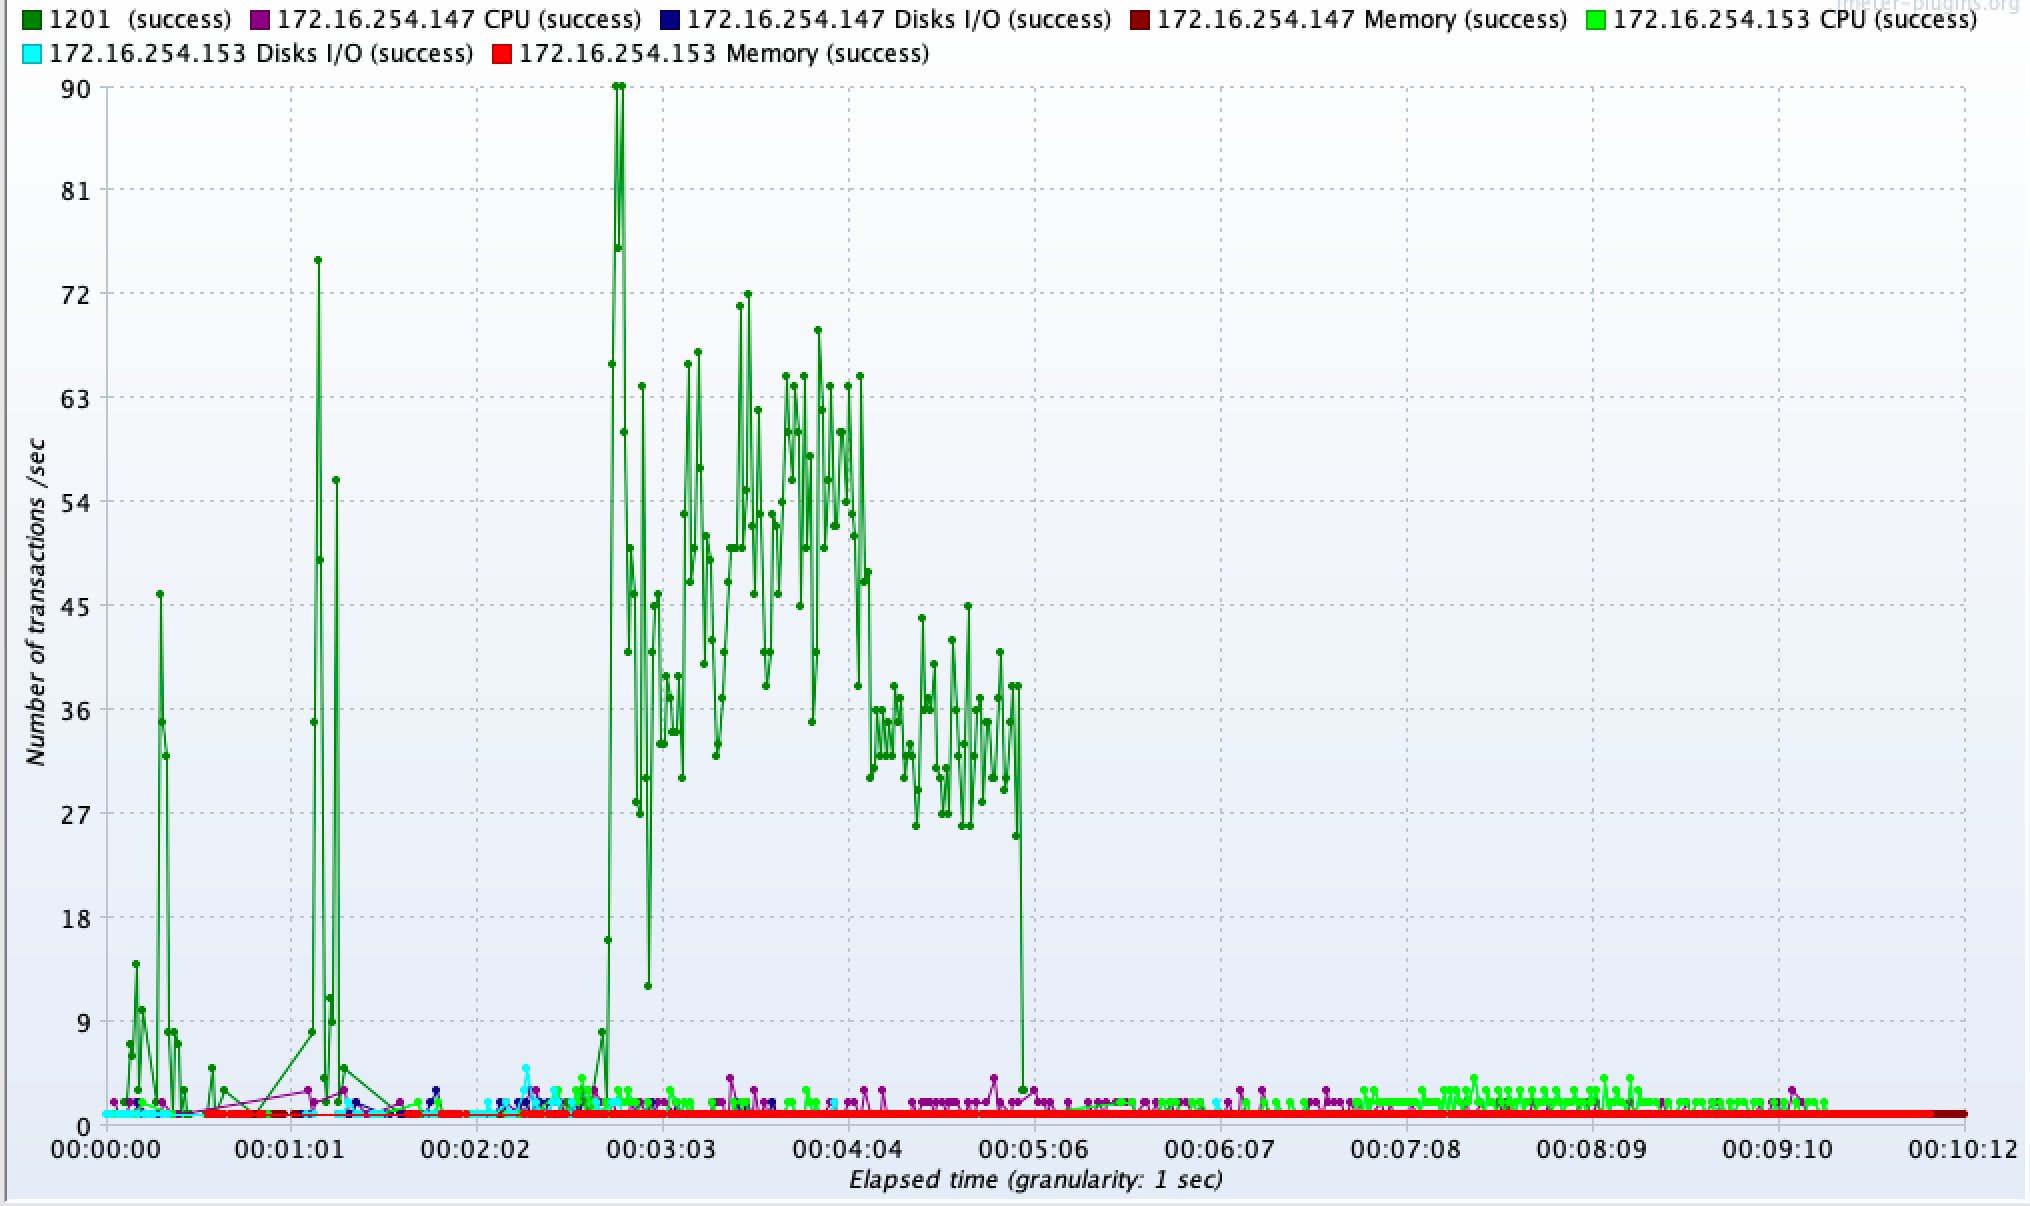 jmeter-plugins.org
1201 (success) 172.16.254.147 CPU (success) 172.16.254.147 Disks I/O (success) 172.16.254.147 Memory (success) 172.16.254.153 CPU (success)
172.16.254.153 Disks I/O (success) 172.16.254.153 Memory (success)
90
81
72
63
54
45
36
27
18
9
0
Number of transactions /sec
00:00:00 00:01:01 00:02:02 00:03:03 00:04:04 00:05:06 00:06:07 00:07:08 00:08:09 00:09:10 00:10:12
Elapsed time (granularity: 1 sec)